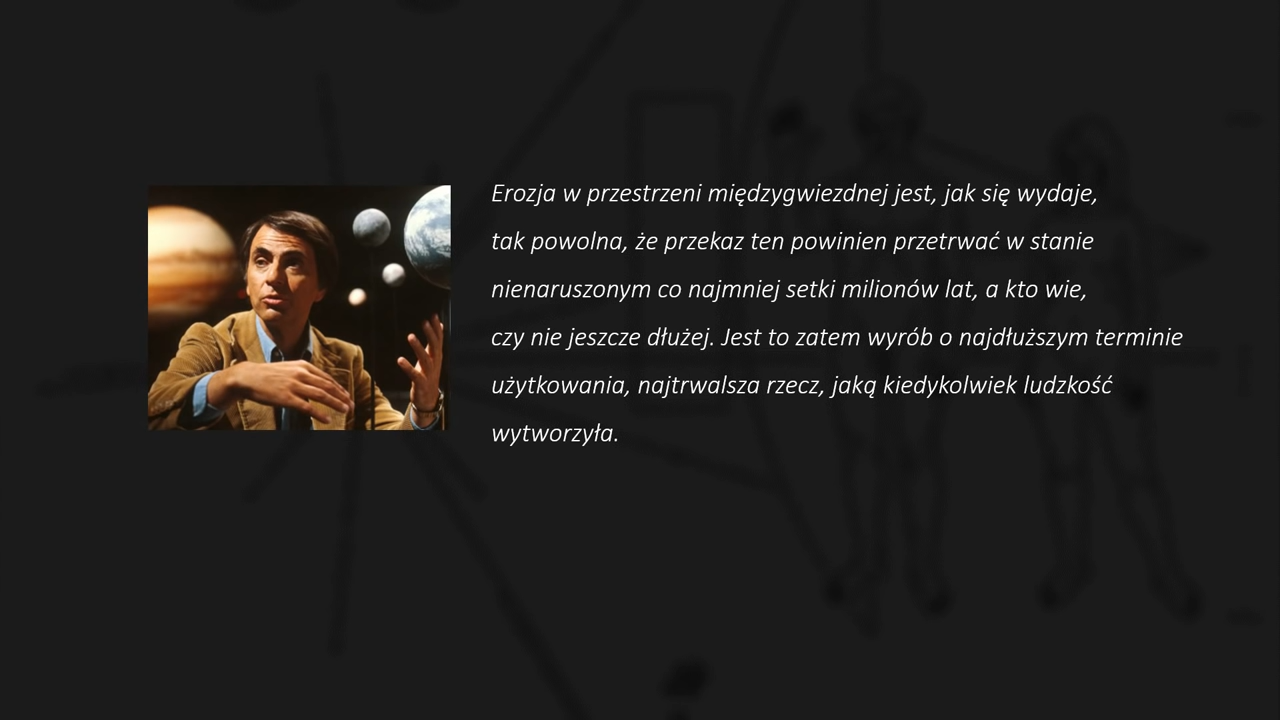 Erozja w przestrzeni międzygwiezdnej jest, jak się wydaje,
tak powolna, że przekaz ten powinien przetrwać w stanie
nienaruszonym co najmniej setki milionów lat, a kto wie,
czy nie jeszcze dłużej. Jest to zatem wyrób o najdłuższym terminie
użytkowania, najtrwalsza rzecz, jaką kiedykolwiek ludzkość
wytworzyła.